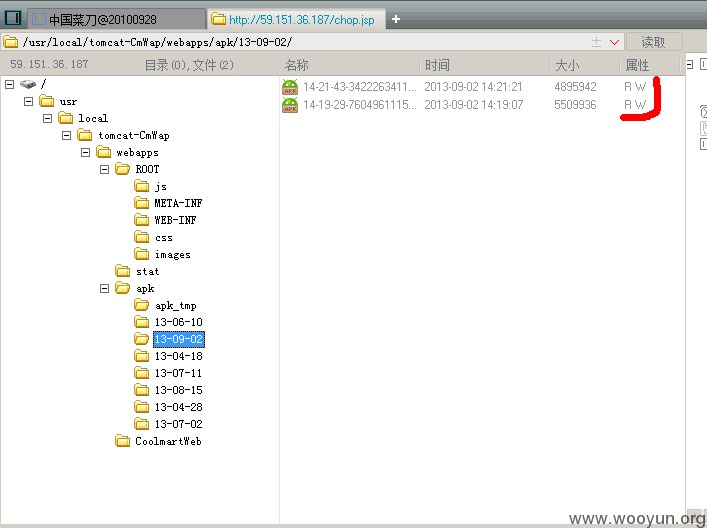 中国菜刀@20100928 http://59.151.36.187/chop.jsp +
/usr/local/tomcat-CmWap/webapps/apk/13-09-02/ 读取
59.151.36.187 目录(0),文件(2) 名称 时间 大小 属性
/
usr
local
tomcat-CmWap
webapps
ROOT
js
META-INF
WEB-INF
css
images
stat
apk
apk_tmp
13-06-10
13-09-02
13-04-18
13-07-11
13-08-15
13-04-28
13-07-02
CoolmartWeb
14-21-43-3422263411... 2013-09-02 14:21:21 4895942 R W
14-19-29-7604961115... 2013-09-02 14:19:07 5509936 R W
www.wooyun.org